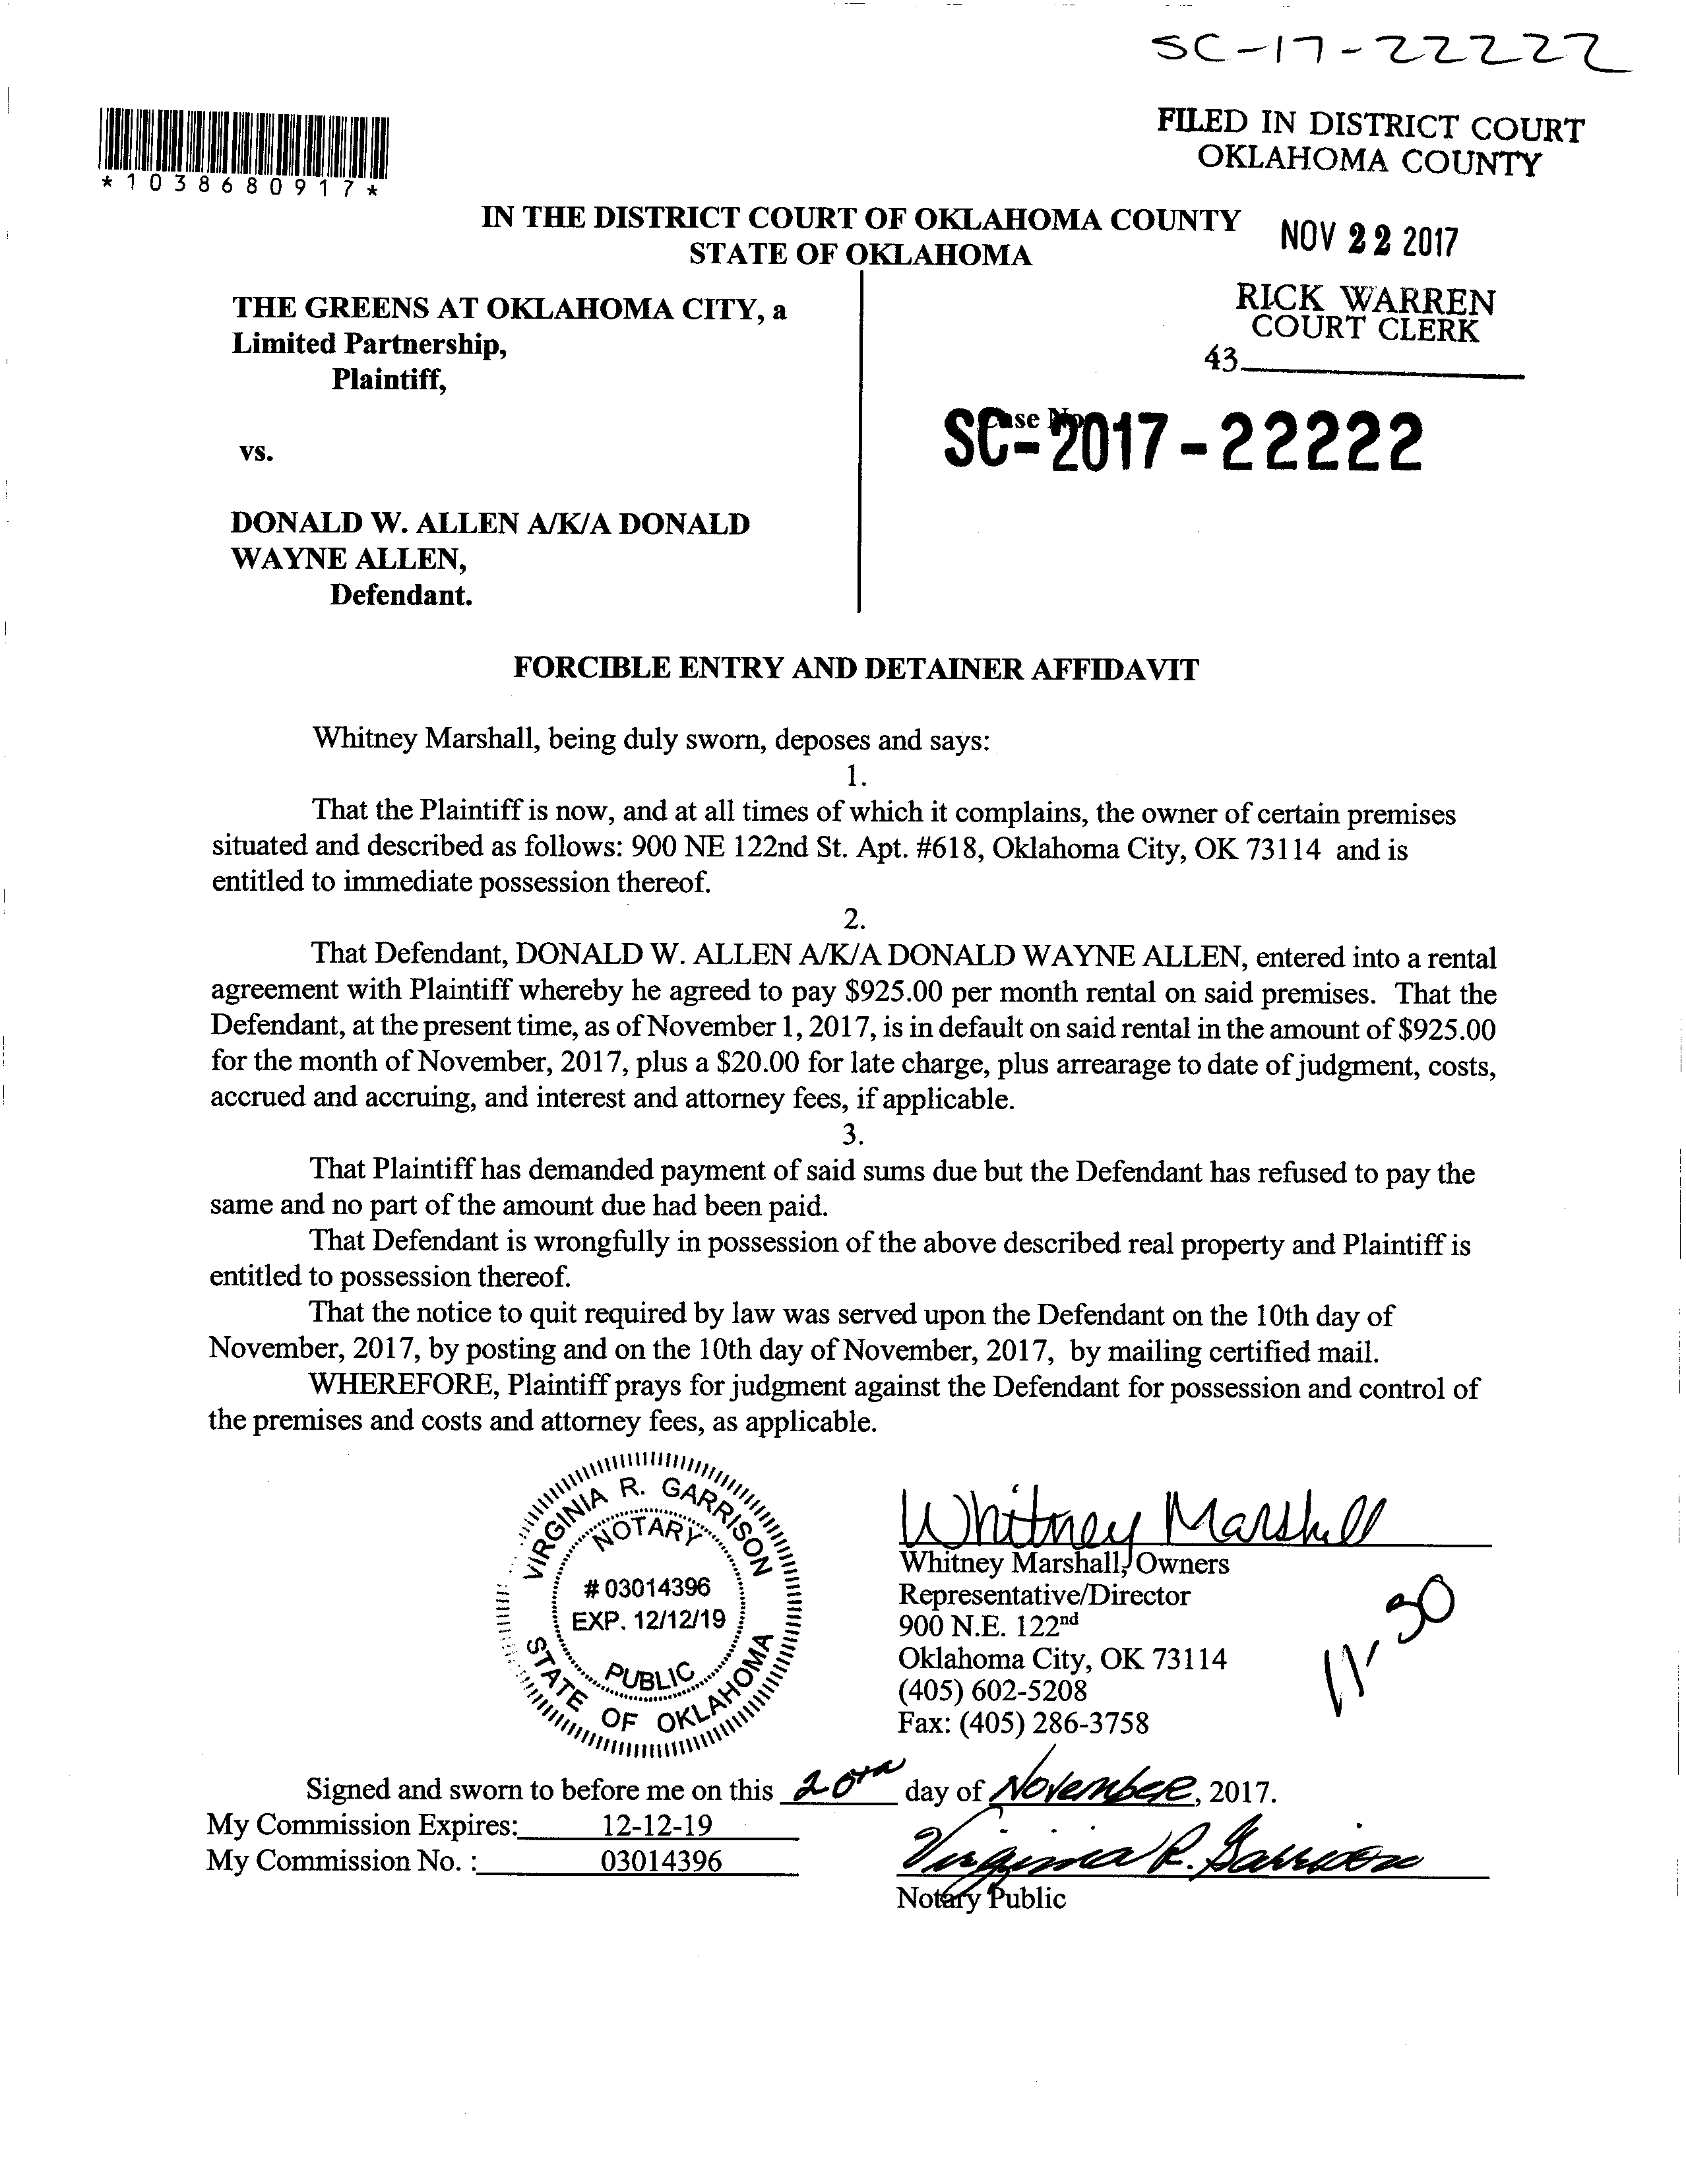 SC-17-22222
FILED IN DISTRICT COURT
OKLAHOMA COUNTY
*1038680917*
IN THE DISTRICT COURT OF OKLAHOMA COUNTY
STATE OF OKLAHOMA
NOV 22 2017
RICK WARREN
COURT CLERK
43
THE GREENS AT OKLAHOMA CITY, a
Limited Partnership,
Plaintiff,
Case No.
SC-2017-22222
vs.
DONALD W. ALLEN A/K/A DONALD
WAYNE ALLEN,
Defendant.
FORCIBLE ENTRY AND DETAINER AFFIDAVIT
Whitney Marshall, being duly sworn, deposes and says:
1.
That the Plaintiff is now, and at all times of which it complains, the owner of certain premises
situated and described as follows: 900 NE 122nd St. Apt. #618, Oklahoma City, OK 73114 and is
entitled to immediate possession thereof.
2.
That Defendant, DONALD W. ALLEN A/K/A DONALD WAYNE ALLEN, entered into a rental
agreement with Plaintiff whereby he agreed to pay $925.00 per month rental on said premises. That the
Defendant, at the present time, as of November 1, 2017, is in default on said rental in the amount of $925.00
for the month of November, 2017, plus a $20.00 for late charge, plus arrearage to date of judgment, costs,
accrued and accruing, and interest and attorney fees, if applicable.
3.
That Plaintiff has demanded payment of said sums due but the Defendant has refused to pay the
same and no part of the amount due had been paid.
That Defendant is wrongfully in possession of the above described real property and Plaintiff is
entitled to possession thereof.
That the notice to quit required by law was served upon the Defendant on the 10th day of
November, 2017, by posting and on the 10th day of November, 2017, by mailing certified mail.
WHEREFORE, Plaintiff prays for judgment against the Defendant for possession and control of
the premises and costs and attorney fees, as applicable.
VIRGINIA R. GARRISON
NOTARY
# 03014396
EXP. 12/12/19
PUBLIC
STATE OF OKLAHOMA
Whitney Marshall
Whitney Marshall, Owners
Representative/Director
900 N.E. 122nd
Oklahoma City, OK 73114
(405) 602-5208
Fax: (405) 286-3758
11-30
Signed and sworn to before me on this 20th day of November, 2017.
My Commission Expires: 12-12-19
My Commission No. : 03014396
Virginia R. Garrison
Notary Public